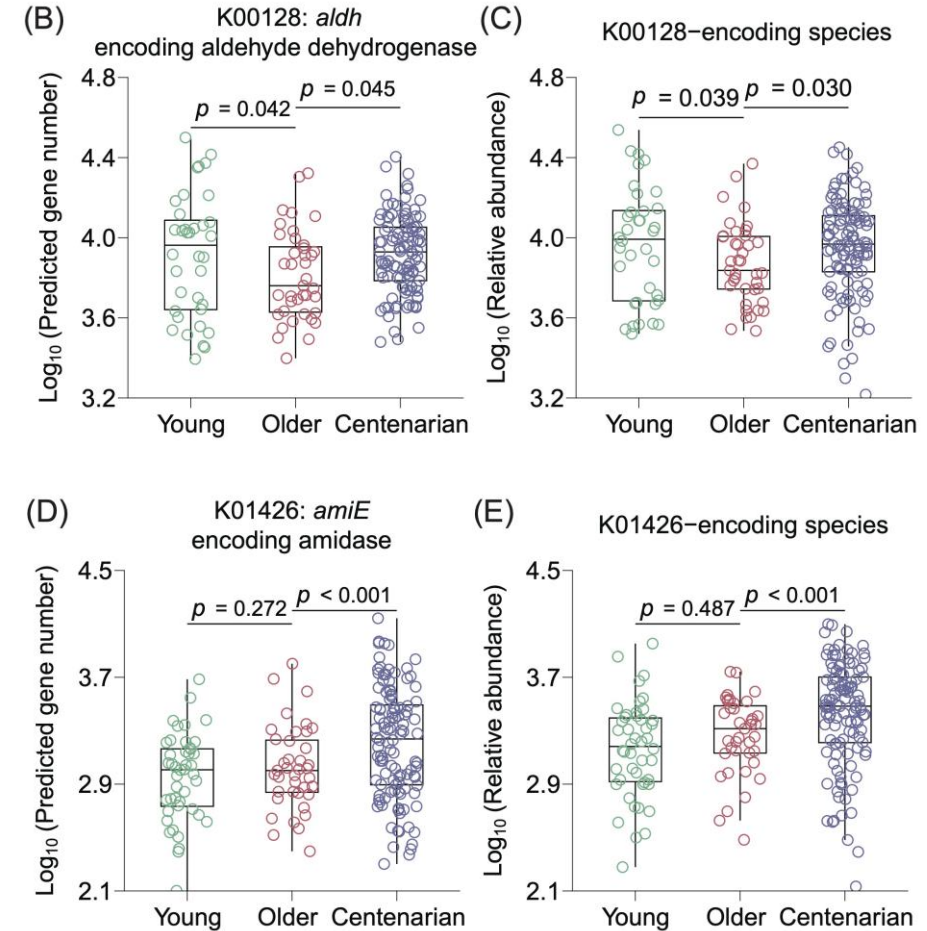 (B)
K00128: aldh
encoding aldehyde dehydrogenase
Log10 (Predicted gene number)
4.8
4.4
4.0
3.6
3.2
p = 0.042
p = 0.045
Young
Older
Centenarian
(C)
K00128−encoding species
Log10 (Relative abundance)
4.8
4.4
4.0
3.6
3.2
p = 0.039
p = 0.030
Young
Older
Centenarian
(D)
K01426: amiE
encoding amidase
Log10 (Predicted gene number)
4.5
3.7
2.9
2.1
p = 0.272
p < 0.001
Young
Older
Centenarian
(E)
K01426−encoding species
Log10 (Relative abundance)
4.5
3.7
2.9
2.1
p = 0.487
p < 0.001
Young
Older
Centenarian